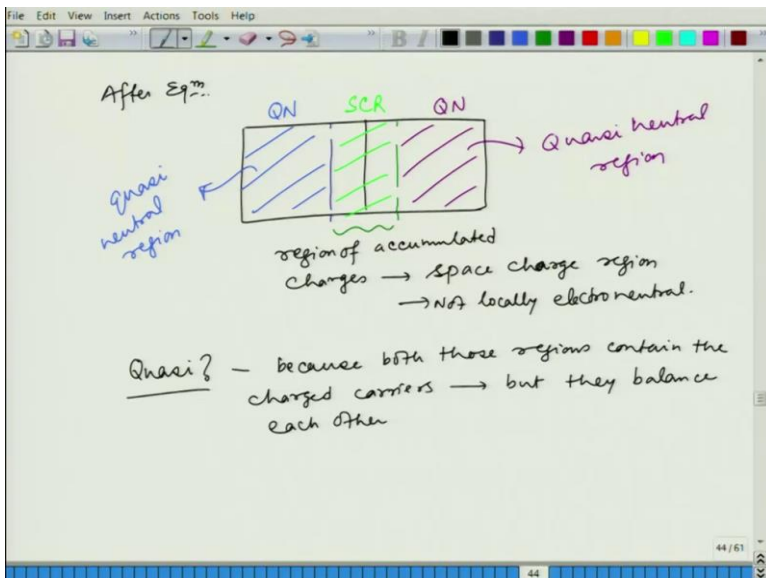 File Edit View Insert Actions Tools Help
B I
After Eqm.
QN SCR QN
Quasi neutral
region
quasi
neutral
region
region of accumulated
charges → space charge region
→ Not locally electroneutral.
Quasi? – because both those regions contain the
charged carriers → but they balance
each other
44/61
44